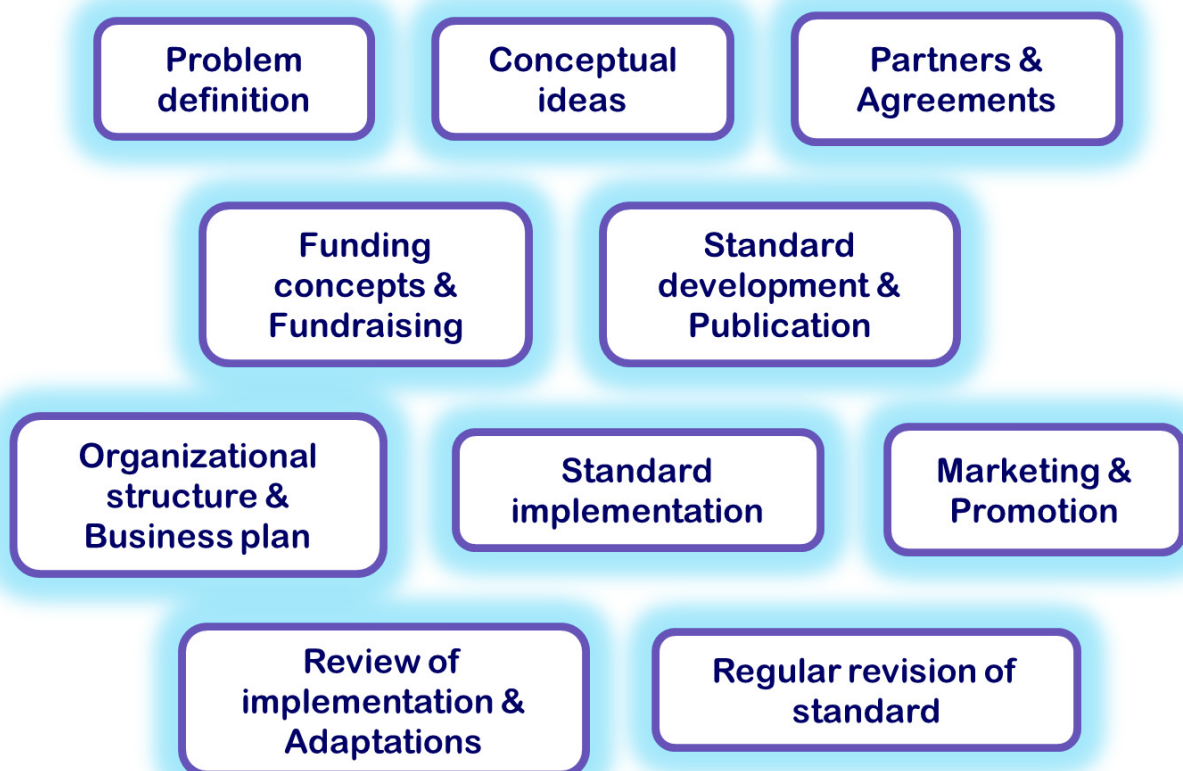 Problem
definition
Conceptual
ideas
Partners &
Agreements
Funding
concepts &
Fundraising
Standard
development &
Publication
Organizational
structure &
Business plan
Standard
implementation
Marketing &
Promotion
Review of
implementation &
Adaptations
Regular revision of
standard